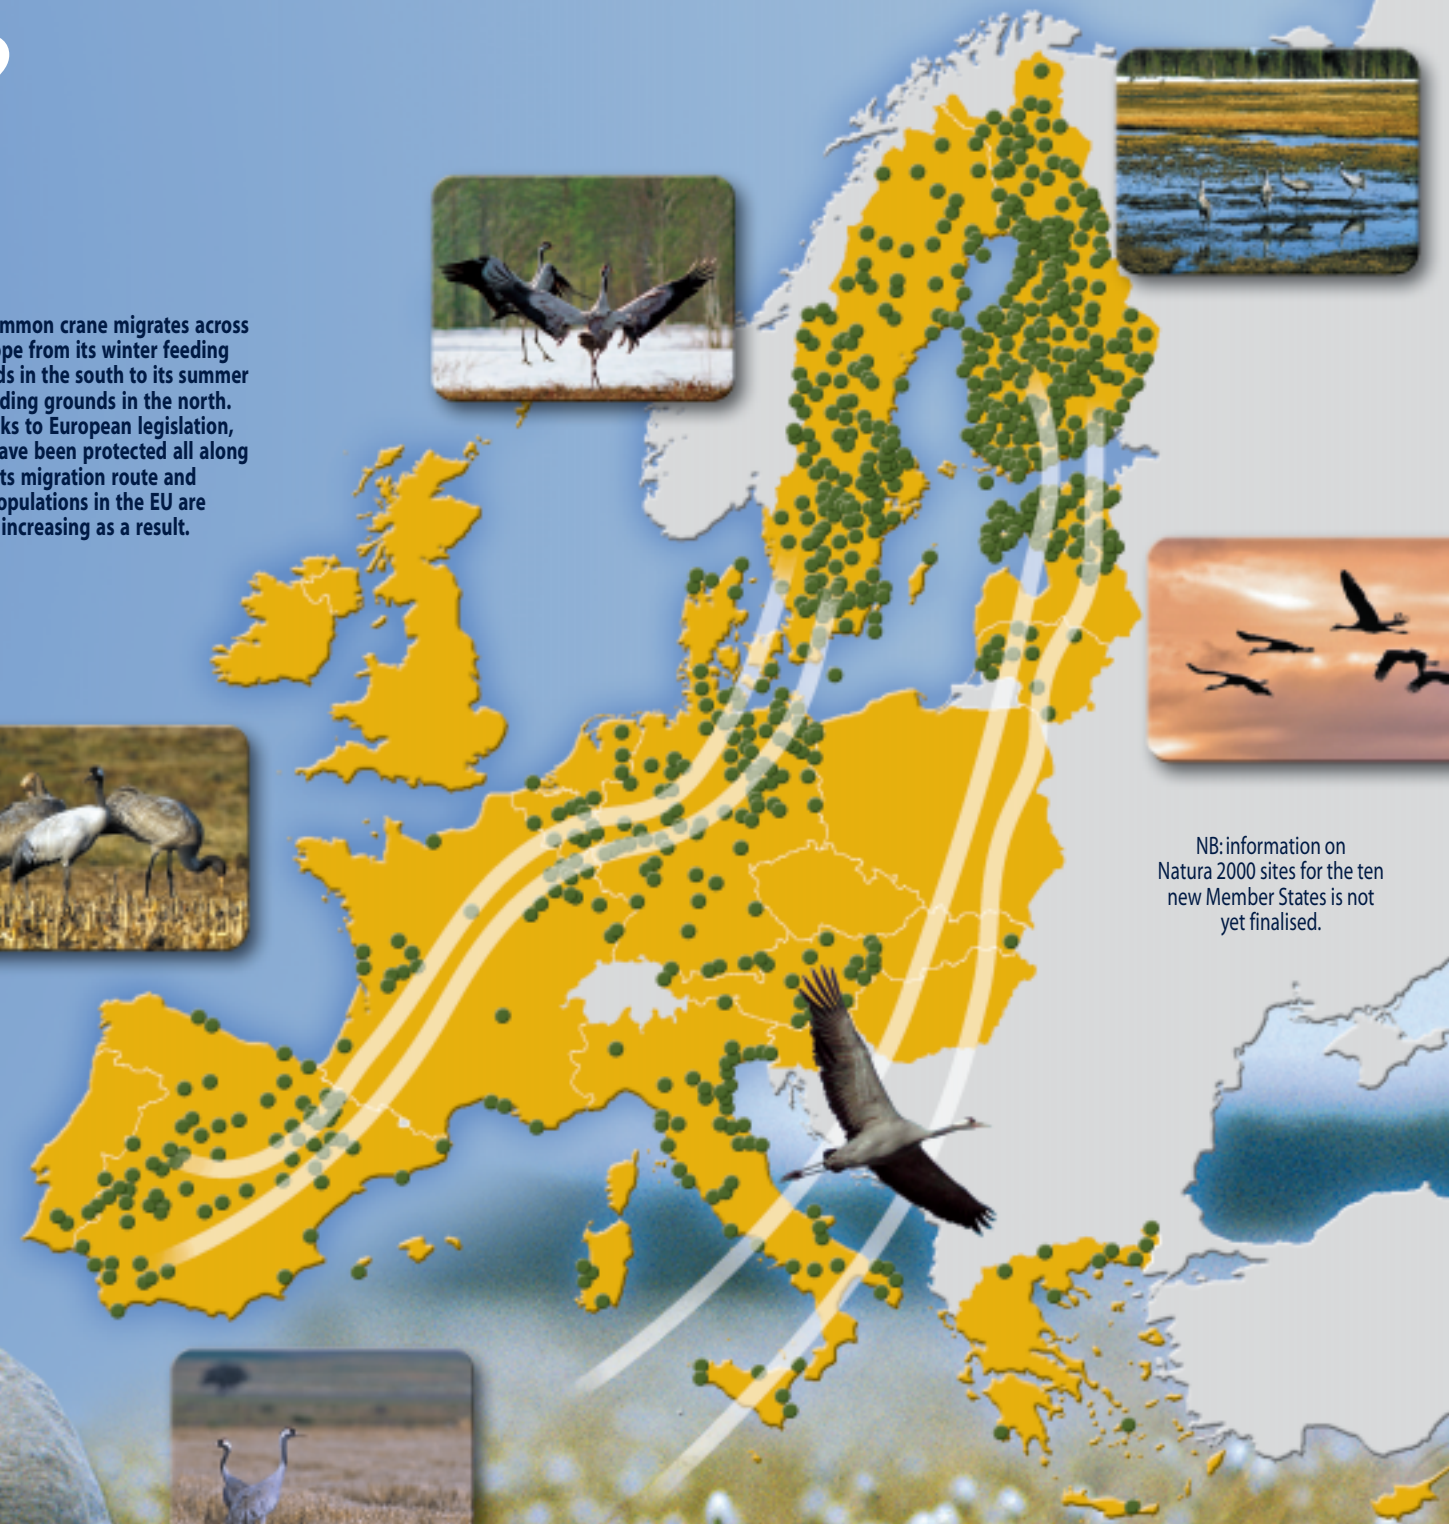 mmon crane migrates across
pe from its winter feeding
ds in the south to its summer
ding grounds in the north.
ks to European legislation,
ave been protected all along
ts migration route and
opulations in the EU are
increasing as a result.
NB: information on
Natura 2000 sites for the ten
new Member States is not
yet finalised.